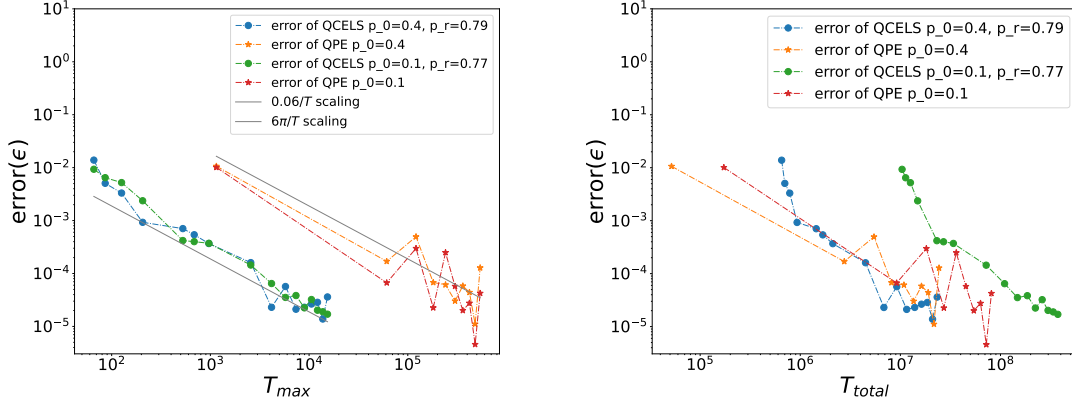 error of QCELS p_0=0.4, p_r=0.79
error of QPE p_0=0.4
error of QCELS p_0=0.1, p_r=0.77
error of QPE p_0=0.1
0.06/T scaling
6π/T scaling
10^1
10^0
10^-1
10^-2
10^-3
10^-4
10^-5
error(ϵ)
10^2
10^3
10^4
10^5
T_max
error of QCELS p_0=0.4, p_r=0.79
error of QPE p_0=0.4
error of QCELS p_0=0.1, p_r=0.77
error of QPE p_0=0.1
10^1
10^0
10^-1
10^-2
10^-3
10^-4
10^-5
error(ϵ)
10^5
10^6
10^7
10^8
T_total